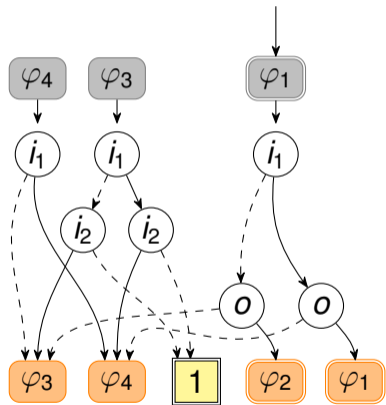 φ₄ φ₃ φ₁
i₁ i₁ i₁
i₂ i₂
o o
φ₃ φ₄ 1 φ₂ φ₁